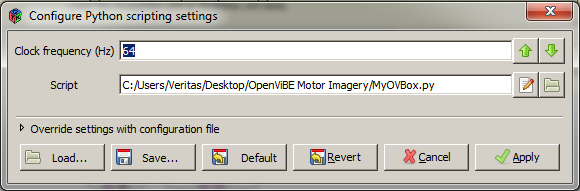 Configure Python scripting settings
Clock frequency (Hz) 64
Script C:/Users/Veritas/Desktop/OpenViBE Motor Imagery/MyOVBox.py
Override settings with configuration file
Load... Save... Default Revert Cancel Apply